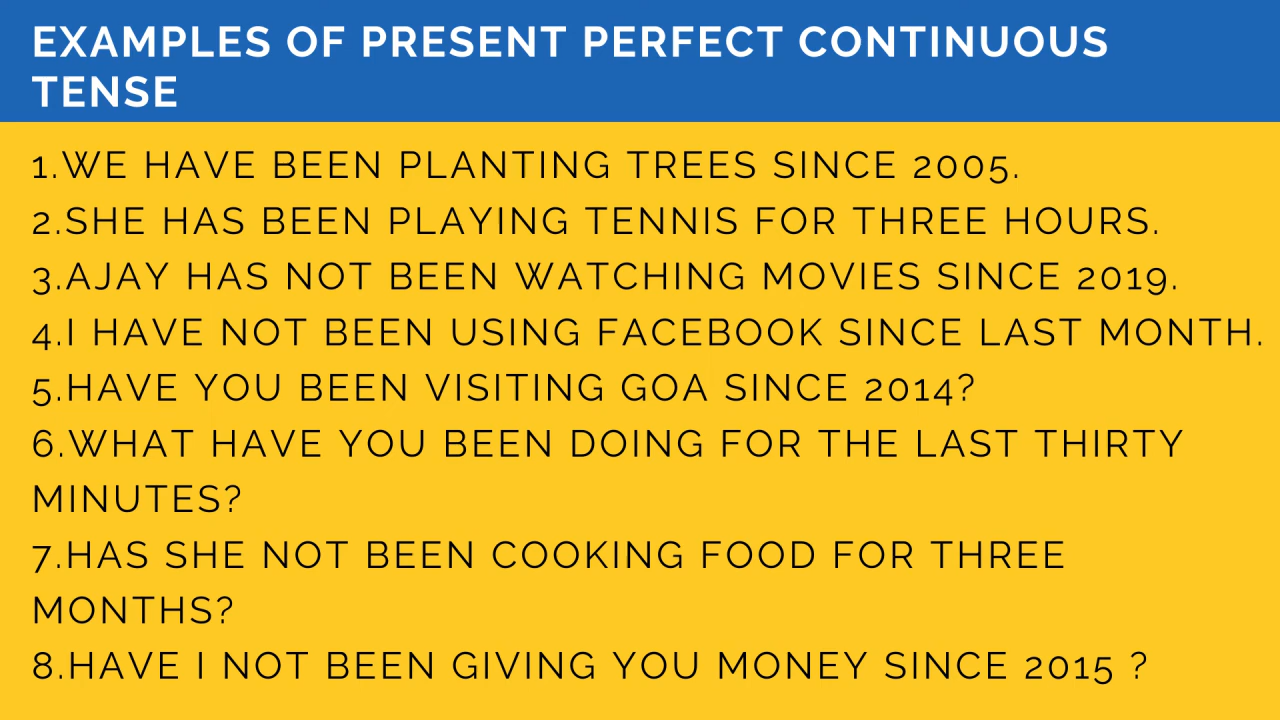 EXAMPLES OF PRESENT PERFECT CONTINUOUS
TENSE
1.WE HAVE BEEN PLANTING TREES SINCE 2005.
2.SHE HAS BEEN PLAYING TENNIS FOR THREE HOURS.
3.AJAY HAS NOT BEEN WATCHING MOVIES SINCE 2019.
4.I HAVE NOT BEEN USING FACEBOOK SINCE LAST MONTH.
5.HAVE YOU BEEN VISITING GOA SINCE 2014?
6.WHAT HAVE YOU BEEN DOING FOR THE LAST THIRTY
MINUTES?
7.HAS SHE NOT BEEN COOKING FOOD FOR THREE
MONTHS?
8.HAVE I NOT BEEN GIVING YOU MONEY SINCE 2015 ?